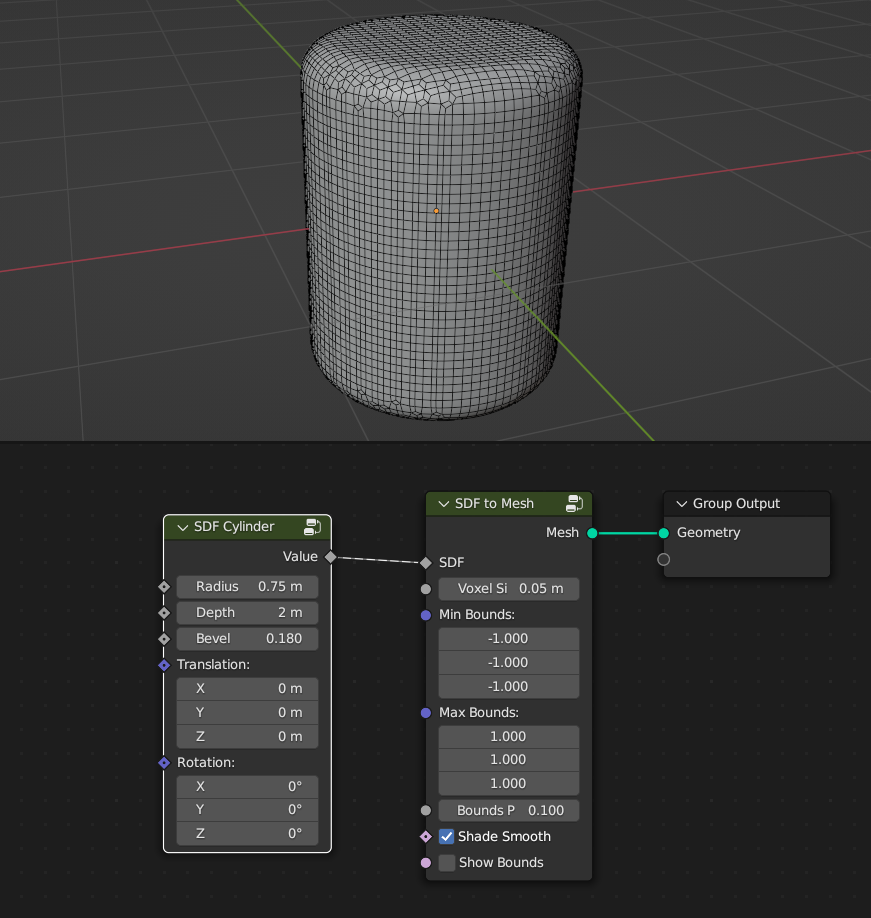 SDF Cylinder
Value
Radius 0.75 m
Depth 2 m
Bevel 0.180
Translation:
X 0 m
Y 0 m
Z 0 m
Rotation:
X 0°
Y 0°
Z 0°
SDF to Mesh
Mesh
SDF
Voxel Si 0.05 m
Min Bounds:
-1.000
-1.000
-1.000
Max Bounds:
1.000
1.000
1.000
Bounds P 0.100
Shade Smooth
Show Bounds
Group Output
Geometry